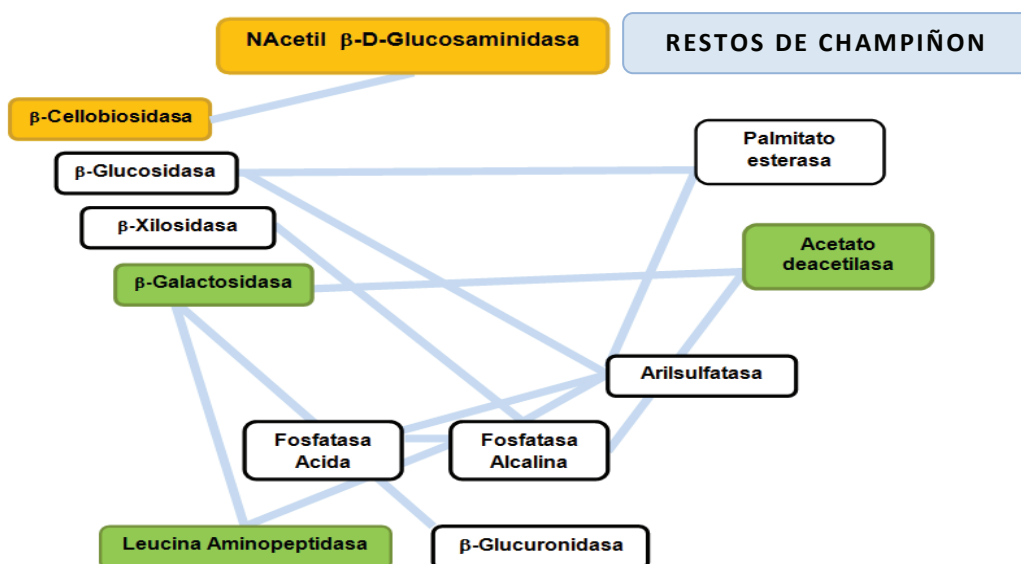 NAcetil β-D-Glucosaminidasa
RESTOS DE CHAMPIÑON
β-Cellobiosidasa
Palmitato
esterasa
β-Glucosidasa
β-Xilosidasa
Acetato
deacetilasa
β-Galactosidasa
Arilsulfatasa
Fosfatasa
Acida
Fosfatasa
Alcalina
Leucina Aminopeptidasa
β-Glucuronidasa